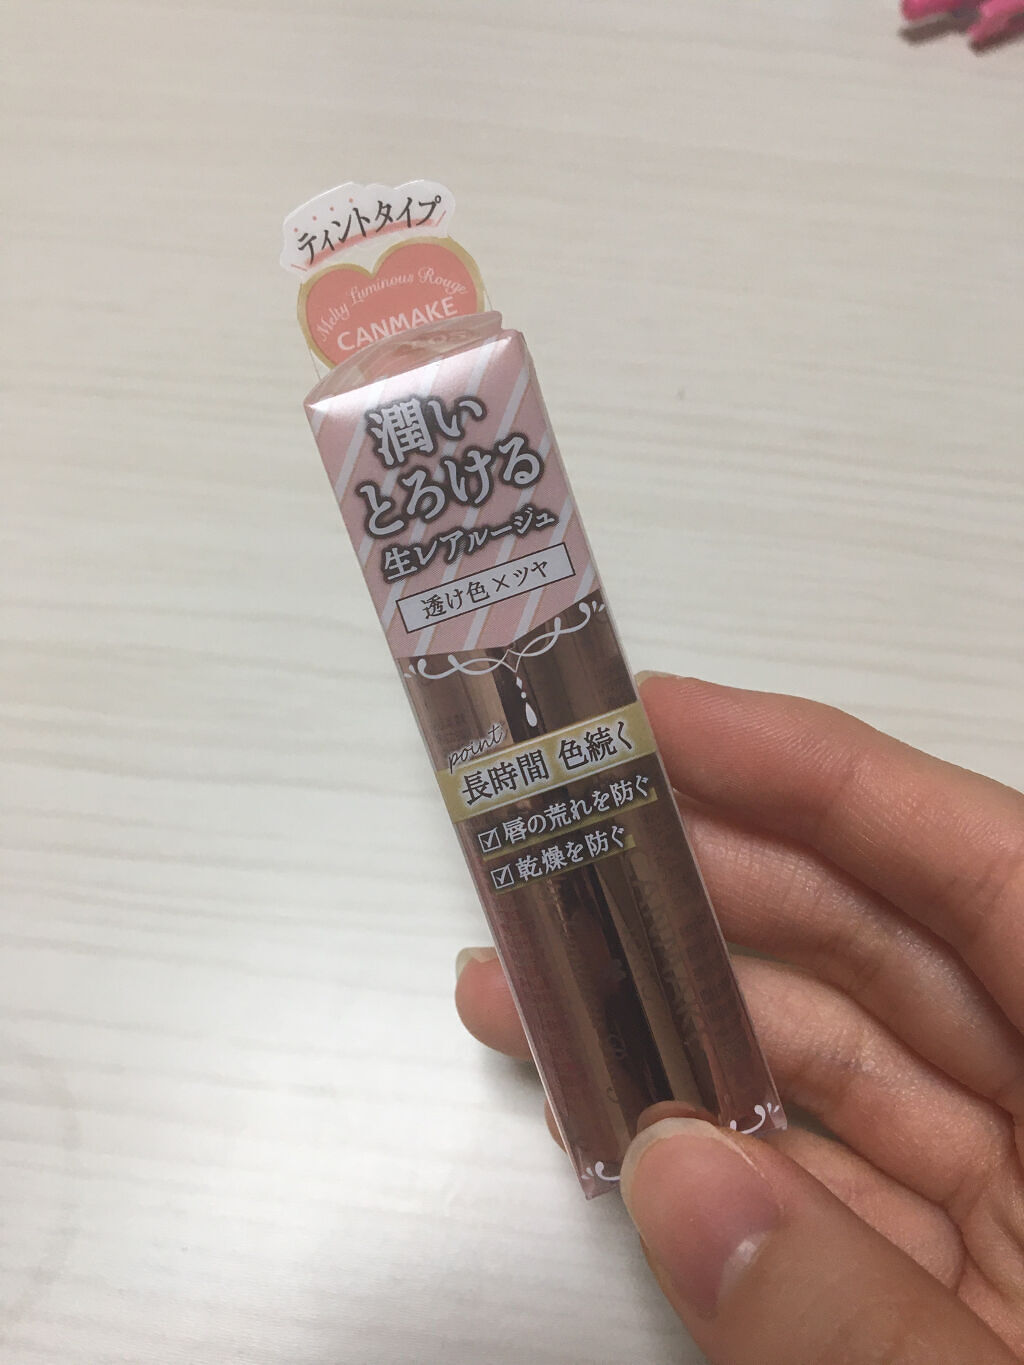 ティントタイプ
Melty Luminous Rouge
CANMAKE
潤い
とろける
生レアルージュ
透け色×ツヤ
point
長時間 色続く
唇の荒れを防ぐ
乾燥を防ぐ